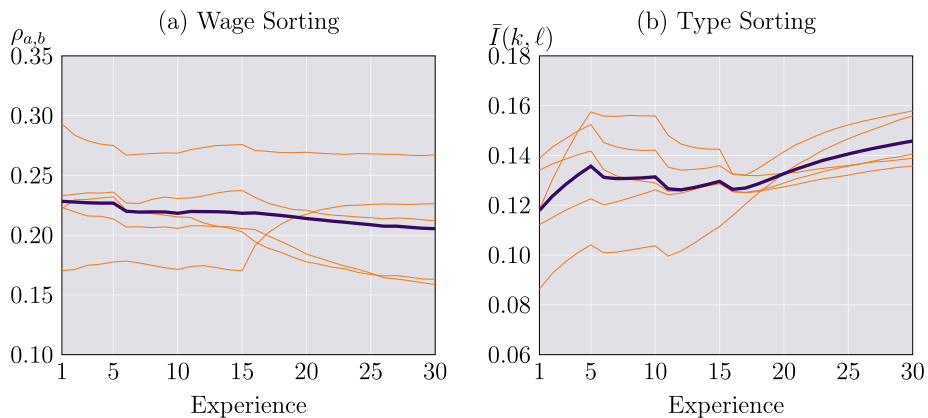 (a) Wage Sorting
ρa,b
0.35
0.30
0.25
0.20
0.15
0.10
1 5 10 15 20 25 30
Experience
(b) Type Sorting
Ī(k, ℓ)
0.18
0.16
0.14
0.12
0.10
0.08
0.06
1 5 10 15 20 25 30
Experience